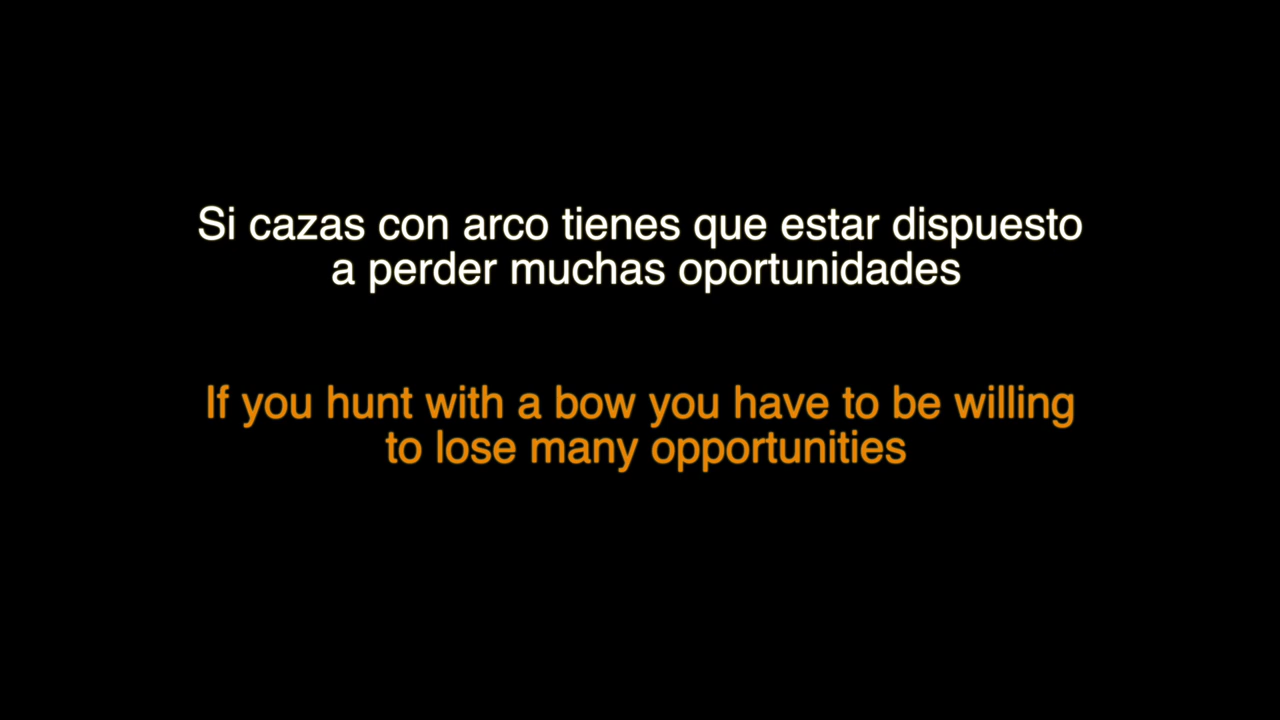 Si cazas con arco tienes que estar dispuesto
a perder muchas oportunidades
If you hunt with a bow you have to be willing
to lose many opportunities